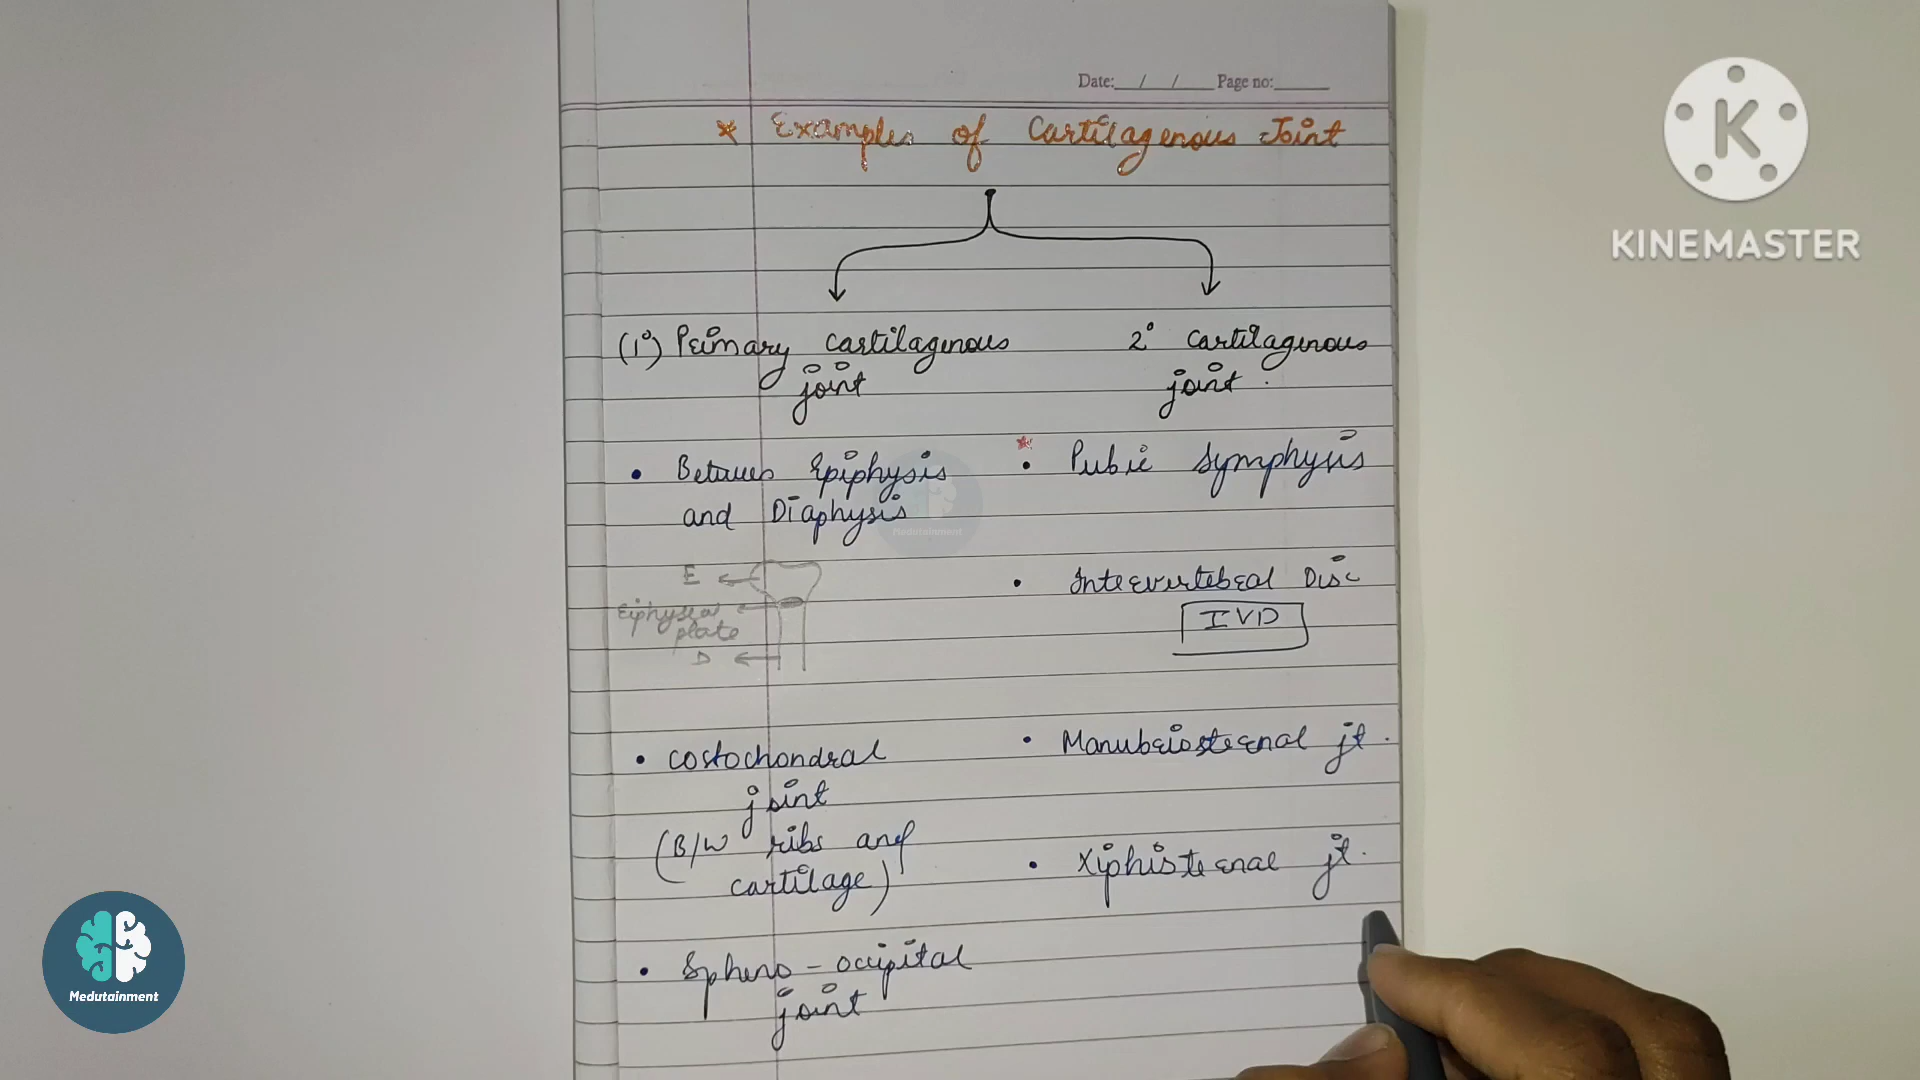 Date: / / Page no:
* Examples of Cartilagenous Joint
KINEMASTER
(1°) Primary cartilagenous joint
2° cartilagenous joint.
• Between Epiphysis and Diaphysis
* • Pubic Symphysis
E
Eiphyseal plate
D
• Intervertebral Disc
IVD
• costochondral joint
(B/W ribs and cartilage)
• Manubriosternal jt.
• Xiphisternal jt.
• Spheno-occipital joint
Medutainment
Medutainment